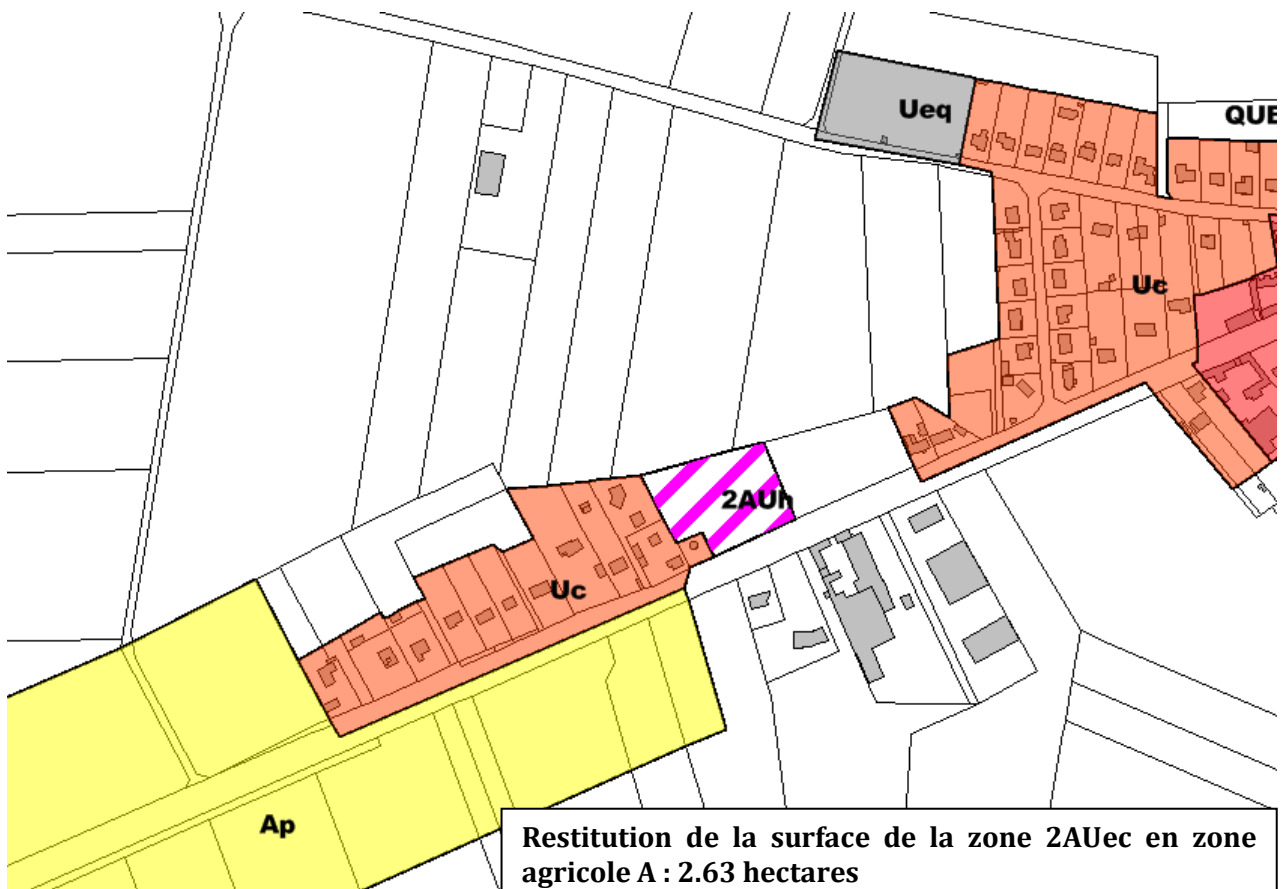 Ueq
QUE
Uc
2AUh
Uc
Ap
Restitution de la surface de la zone 2AUec en zone
agricole A : 2.63 hectares